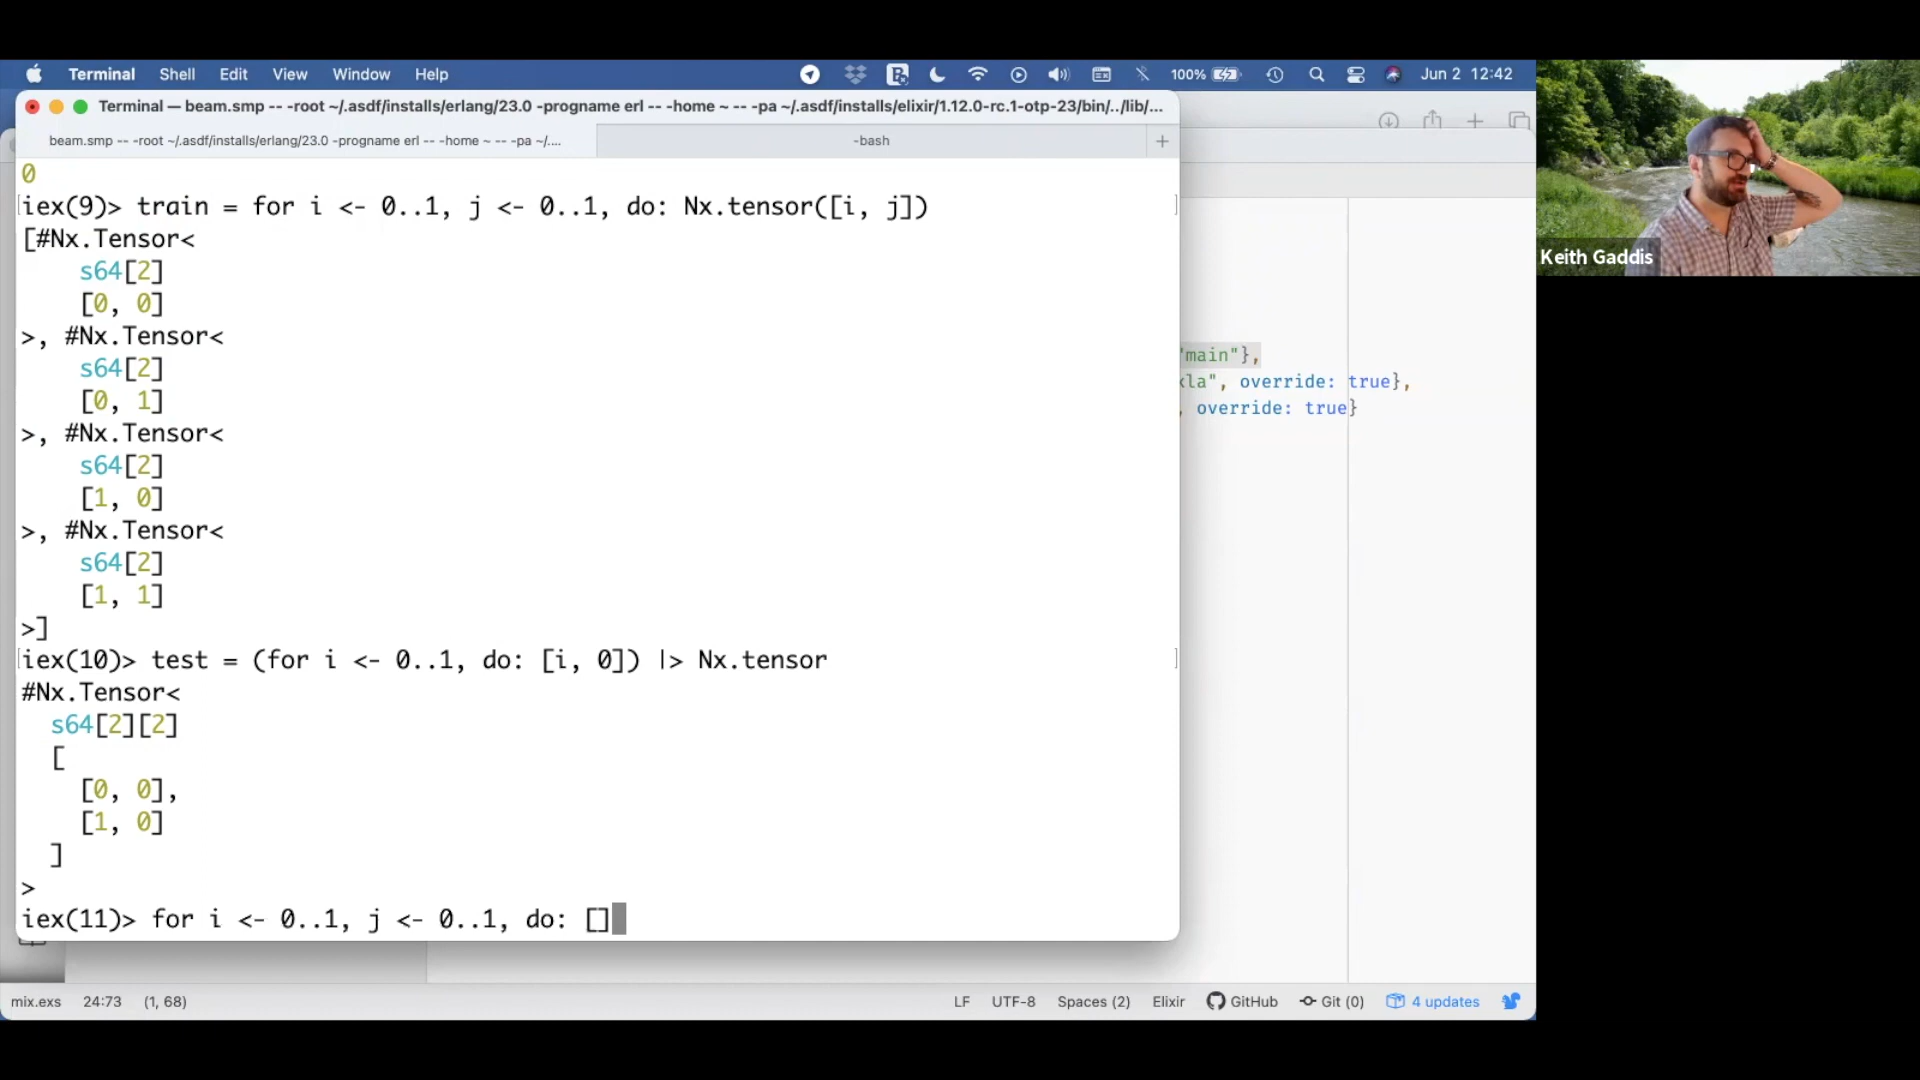 Terminal Shell Edit View Window Help 100% Jun 2 12:42
Terminal — beam.smp -- -root ~/.asdf/installs/erlang/23.0 -progname erl -- -home ~ -- -pa ~/.asdf/installs/elixir/1.12.0-rc.1-otp-23/bin/../lib/...
beam.smp -- -root ~/.asdf/installs/erlang/23.0 -progname erl -- -home ~ -- -pa ~/.... -bash
0
iex(9)> train = for i <- 0..1, j <- 0..1, do: Nx.tensor([i, j])
[#Nx.Tensor<
s64[2]
[0, 0]
>, #Nx.Tensor<
s64[2]
[0, 1]
>, #Nx.Tensor<
s64[2]
[1, 0]
>, #Nx.Tensor<
s64[2]
[1, 1]
>]
iex(10)> test = (for i <- 0..1, do: [i, 0]) |> Nx.tensor
#Nx.Tensor<
s64[2][2]
[
[0, 0],
[1, 0]
]
>
iex(11)> for i <- 0..1, j <- 0..1, do: []
"main"},
xla", override: true},
, override: true}
mix.exs 24:73 (1, 68) LF UTF-8 Spaces (2) Elixir GitHub Git (0) 4 updates
Keith Gaddis